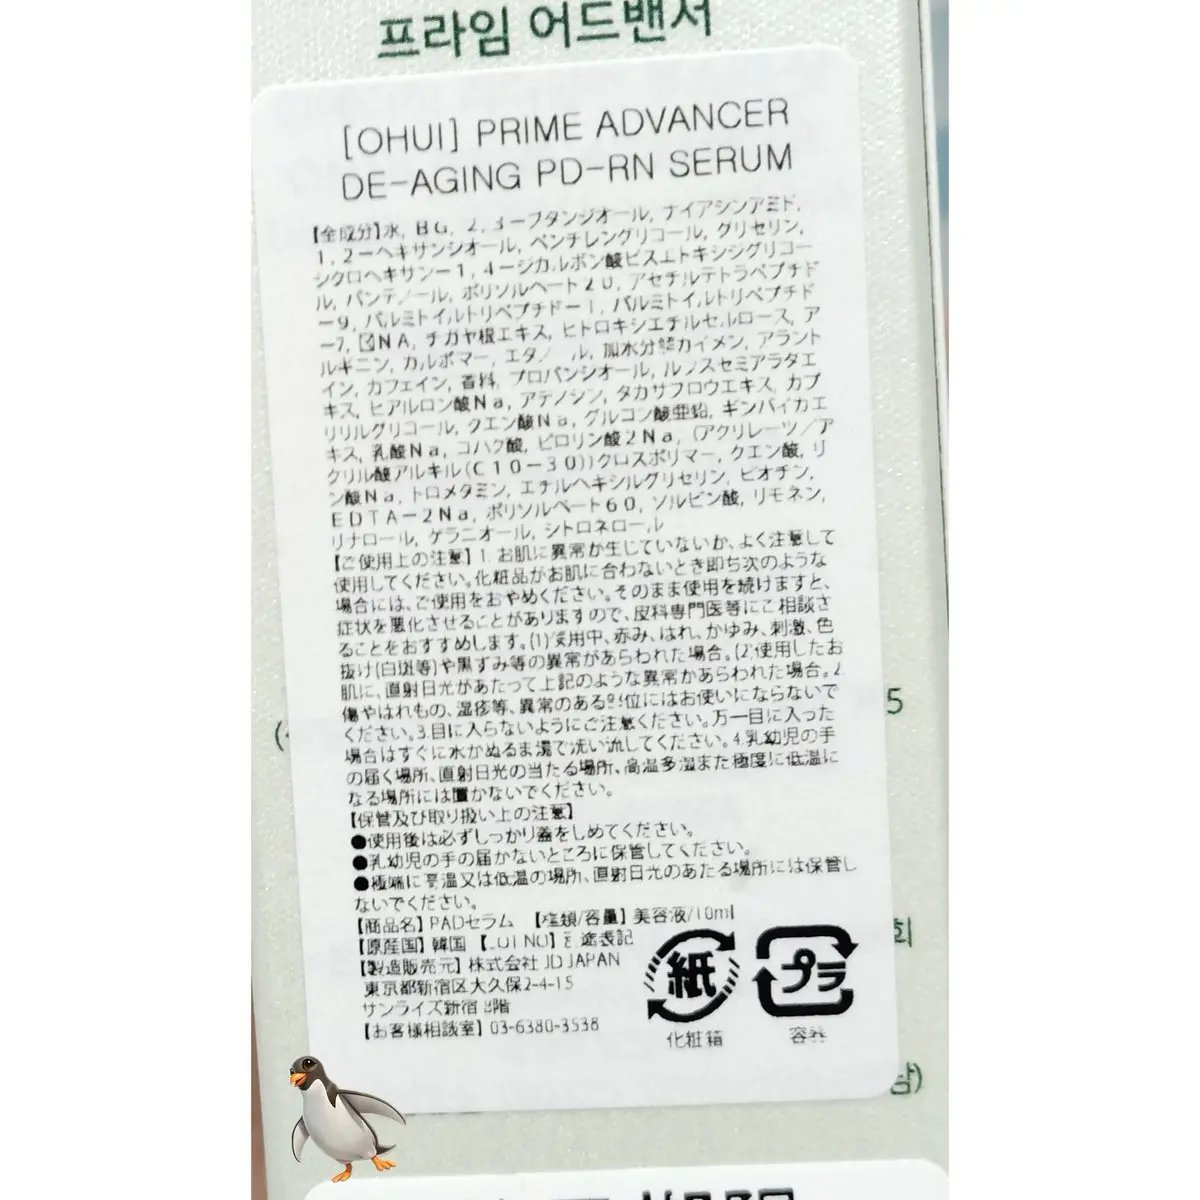 프라임 어드밴서
[OHUI] PRIME ADVANCER
DE-AGING PD-RN SERUM
【全成分】水, BG, 2, 3ーブタンジオール, ナイアシンアミド,
1, 2ーヘキサンジオール, ペンチレングリコール, グリセリン,
シクロヘキサンー1, 4ージカルボン酸ビスエトキシジグリコー
ル, パンテノール, ポリソルベート20, アセチルテトラペプチド
ー9, パルミトイルトリペプチドー1, パルミトイルトリペプチド
ー7, NA, チガヤ根エキス, ヒドロキシエチルセルロース, ア
ルギニン, カルボマー, エタノール, 加水分解カイメン, アラント
イン, カフェイン, 香料, プロパンジオール, ルブスセミアラタエ
キス, ヒアルロン酸Na, アデノシン, タカサブロウエキス, カプ
リリルグリコール, クエン酸Na, グルコン酸亜鉛, ギンバイカエ
キス, 乳酸Na, コハク酸, ピロリン酸2Na, (アクリレーツ／ア
クリル酸アルキル(C10ー30))クロスポリマー, クエン酸, リ
ン酸Na, トロメタミン, エチルヘキシルグリセリン, ビオチン,
EDTAー2Na, ポリソルベート60, ソルビン酸, リモネン,
リナロール, ゲラニオール, シトロネロール
【ご使用上の注意】1. お肌に異常が生じていないか、よく注意して
使用してください。化粧品がお肌に合わないとき即ち次のような
場合には、ご使用をおやめください。そのまま使用を続けますと、
症状を悪化させることがありますので、皮科専門医等にご相談さ
ることをおすすめします。(1)使用中、赤み、はれ、かゆみ、刺激、色
抜け(白斑等)や黒ずみ等の異常があらわれた場合。(2)使用したお
肌に、直射日光があたって上記のような異常があらわれた場合。2.
傷やはれもの、湿疹等、異常のある部位にはお使いにならないで
ください。3.目に入らないようにご注意ください。万一目に入った
場合はすぐに水かぬるま湯で洗い流してください。4.乳幼児の手
の届く場所、直射日光の当たる場所、高温多湿また極度に低温に
なる場所には置かないでください。
【保管及び取り扱い上の注意】
●使用後は必ずしっかり蓋をしめてください。
●乳幼児の手の届かないところに保管してください。
●極端に高温又は低温の場所、直射日光のあたる場所には保管し
ないでください。
【商品名】PADセラム 【種類/容量】美容液/10ml
【原産国】韓国 【LOT NO】別途表記
【製造販売元】株式会社 JD JAPAN
東京都新宿区大久保2-4-15
サンライズ新宿 階
【お客様相談室】03-6380-3538
紙
プラ
化粧箱
容器
5
회